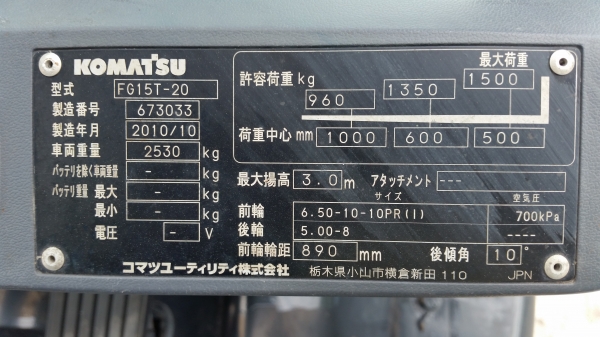 KOMATSU
型式 FG15T-20
製造番号 673033
製造年月 2010/10
車両重量 2530 kg
バッテリを除く車両重量 - kg
バッテリ重量 最大 - kg
最小 - kg
電圧 - V
最大荷重
許容荷重 kg 960 1350 1500
荷重中心 mm 1000 600 500
最大揚高 3.0 m アタッチメント ---
サイズ 空気圧
前輪 6.50-10-10PR(I) 700kPa
後輪 5.00-8 ----
前輪輪距 890 mm 後傾角 10°
コマツユーティリティ株式会社 栃木県小山市横倉新田 110 JPN